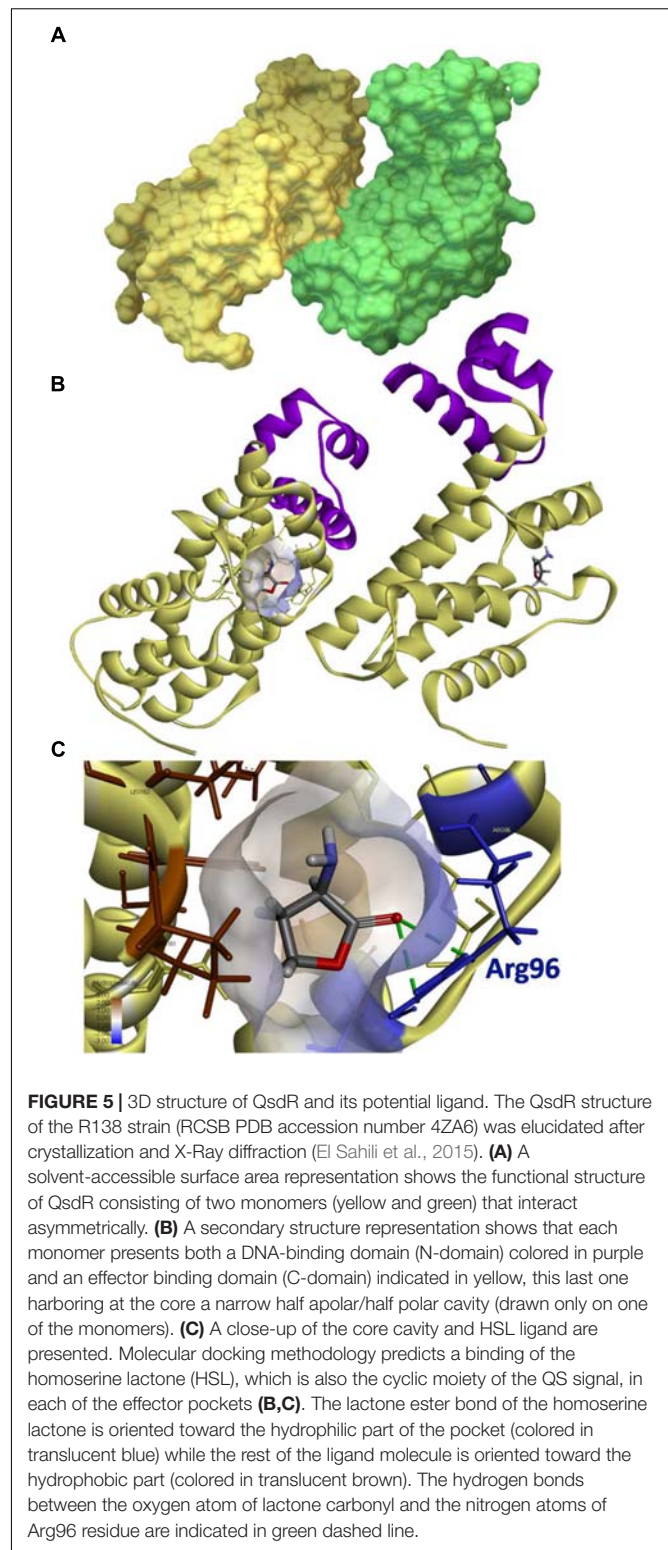 A
B
C
Arg96
FIGURE 5 | 3D structure of QsdR and its potential ligand. The QsdR structure
of the R138 strain (RCSB PDB accession number 4ZA6) was elucidated after
crystallization and X-Ray diffraction (El Sahili et al., 2015). (A) A
solvent-accessible surface area representation shows the functional structure
of QsdR consisting of two monomers (yellow and green) that interact
asymmetrically. (B) A secondary structure representation shows that each
monomer presents both a DNA-binding domain (N-domain) colored in purple
and an effector binding domain (C-domain) indicated in yellow, this last one
harboring at the core a narrow half apolar/half polar cavity (drawn only on one
of the monomers). (C) A close-up of the core cavity and HSL ligand are
presented. Molecular docking methodology predicts a binding of the
homoserine lactone (HSL), which is also the cyclic moiety of the QS signal, in
each of the effector pockets (B,C). The lactone ester bond of the homoserine
lactone is oriented toward the hydrophilic part of the pocket (colored in
translucent blue) while the rest of the ligand molecule is oriented toward the
hydrophobic part (colored in translucent brown). The hydrogen bonds
between the oxygen atom of lactone carbonyl and the nitrogen atoms of
Arg96 residue are indicated in green dashed line.